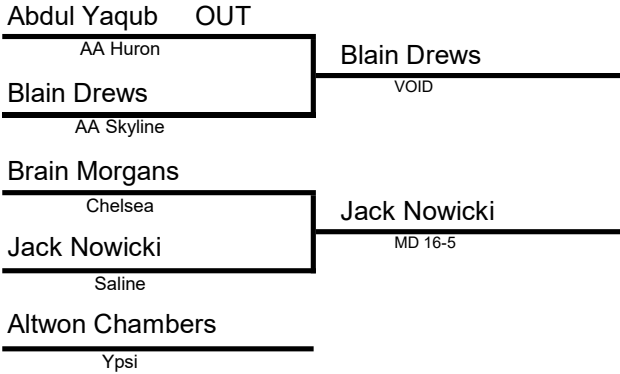 Abdul Yaqub OUT
AA Huron
Blain Drews
VOID
Blain Drews
AA Skyline
Brain Morgans
Chelsea
Jack Nowicki
MD 16-5
Jack Nowicki
Saline
Altwon Chambers
Ypsi